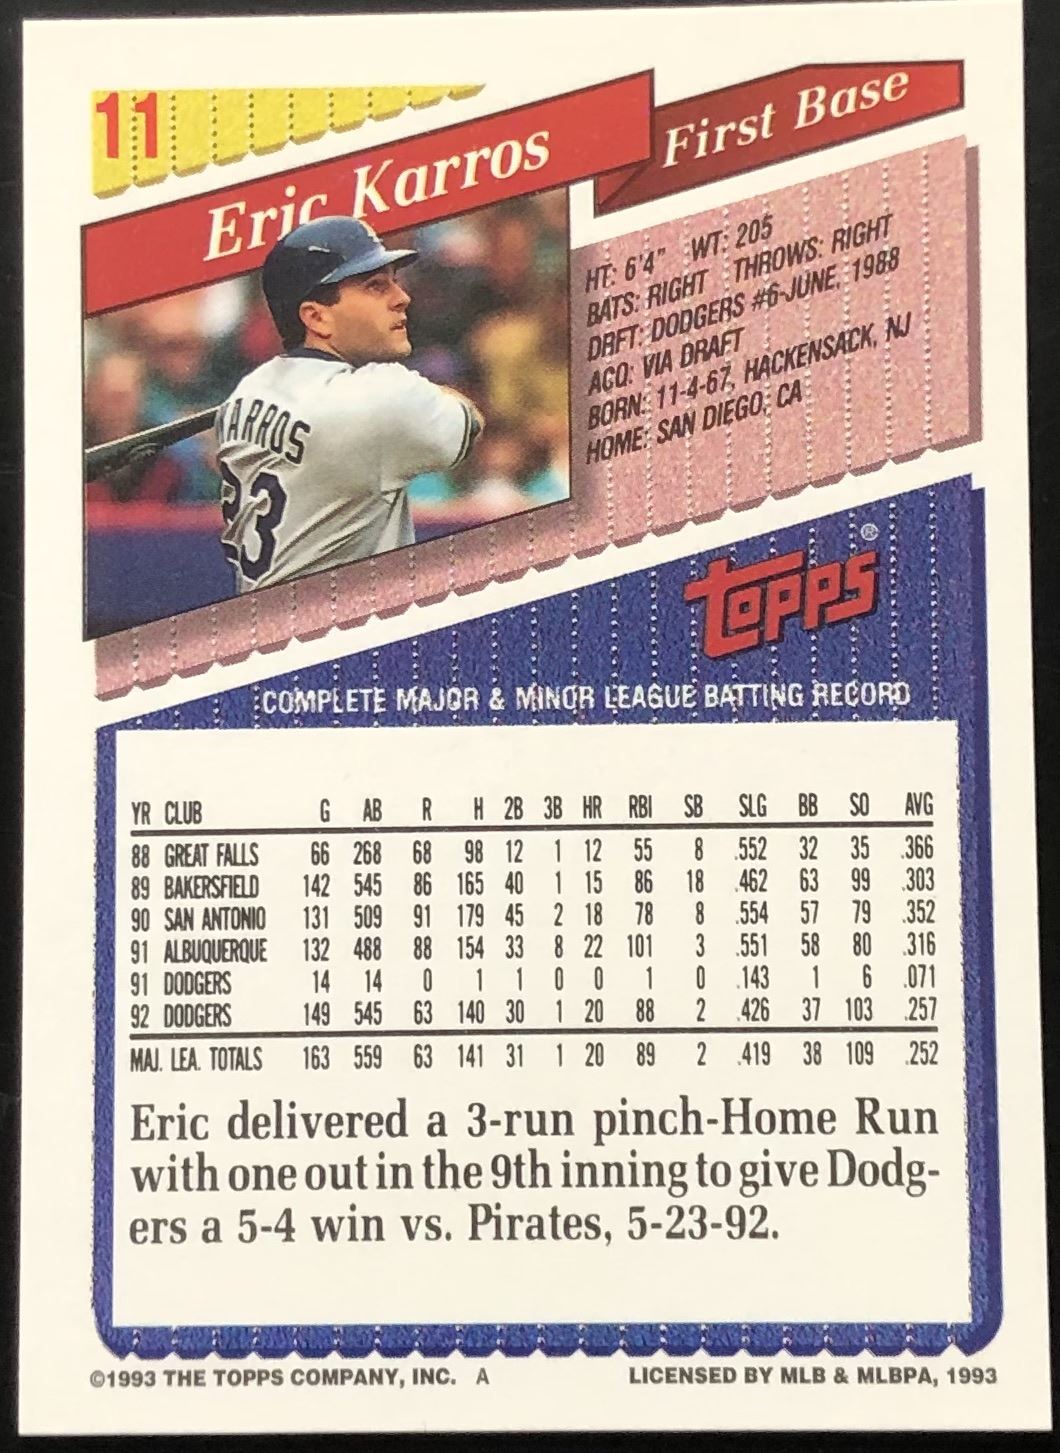 11
Eric Karros
First Base
HT: 6'4" WT: 205
BATS: RIGHT THROWS: RIGHT
DRFT: DODGERS #6-JUNE, 1988
ACQ: VIA DRAFT
BORN: 11-4-67, HACKENSACK, NJ
HOME: SAN DIEGO, CA
KARROS
23
TOPPS®
COMPLETE MAJOR & MINOR LEAGUE BATTING RECORD
YR CLUB G AB R H 2B 3B HR RBI SB SLG BB SO AVG
88 GREAT FALLS 66 268 68 98 12 1 12 55 8 .552 32 35 .366
89 BAKERSFIELD 142 545 86 165 40 1 15 86 18 .462 63 99 .303
90 SAN ANTONIO 131 509 91 179 45 2 18 78 8 .554 57 79 .352
91 ALBUQUERQUE 132 488 88 154 33 8 22 101 3 .551 58 80 .316
91 DODGERS 14 14 0 1 1 0 0 1 0 .143 1 6 .071
92 DODGERS 149 545 63 140 30 1 20 88 2 .426 37 103 .257
MAJ. LEA. TOTALS 163 559 63 141 31 1 20 89 2 .419 38 109 .252
Eric delivered a 3-run pinch-Home Run
with one out in the 9th inning to give Dodg-
ers a 5-4 win vs. Pirates, 5-23-92.
©1993 THE TOPPS COMPANY, INC. A
LICENSED BY MLB & MLBPA, 1993